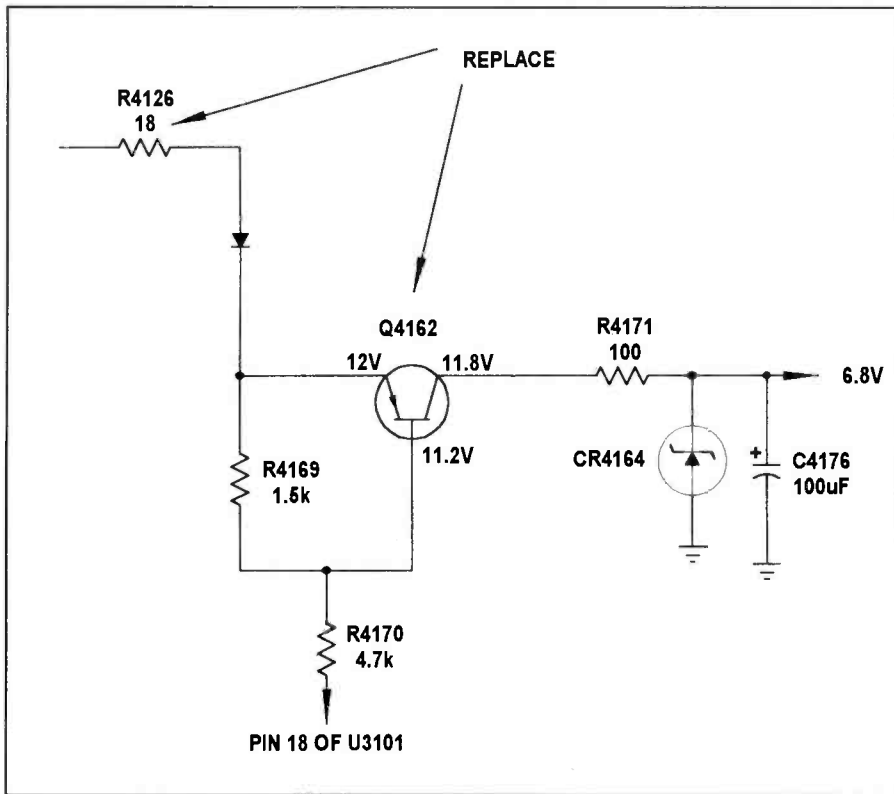 REPLACE
R4126
18
Q4162
12V
11.8V
R4171
100
6.8V
11.2V
R4169
1.5k
CR4164
+
C4176
100uF
R4170
4.7k
PIN 18 OF U3101